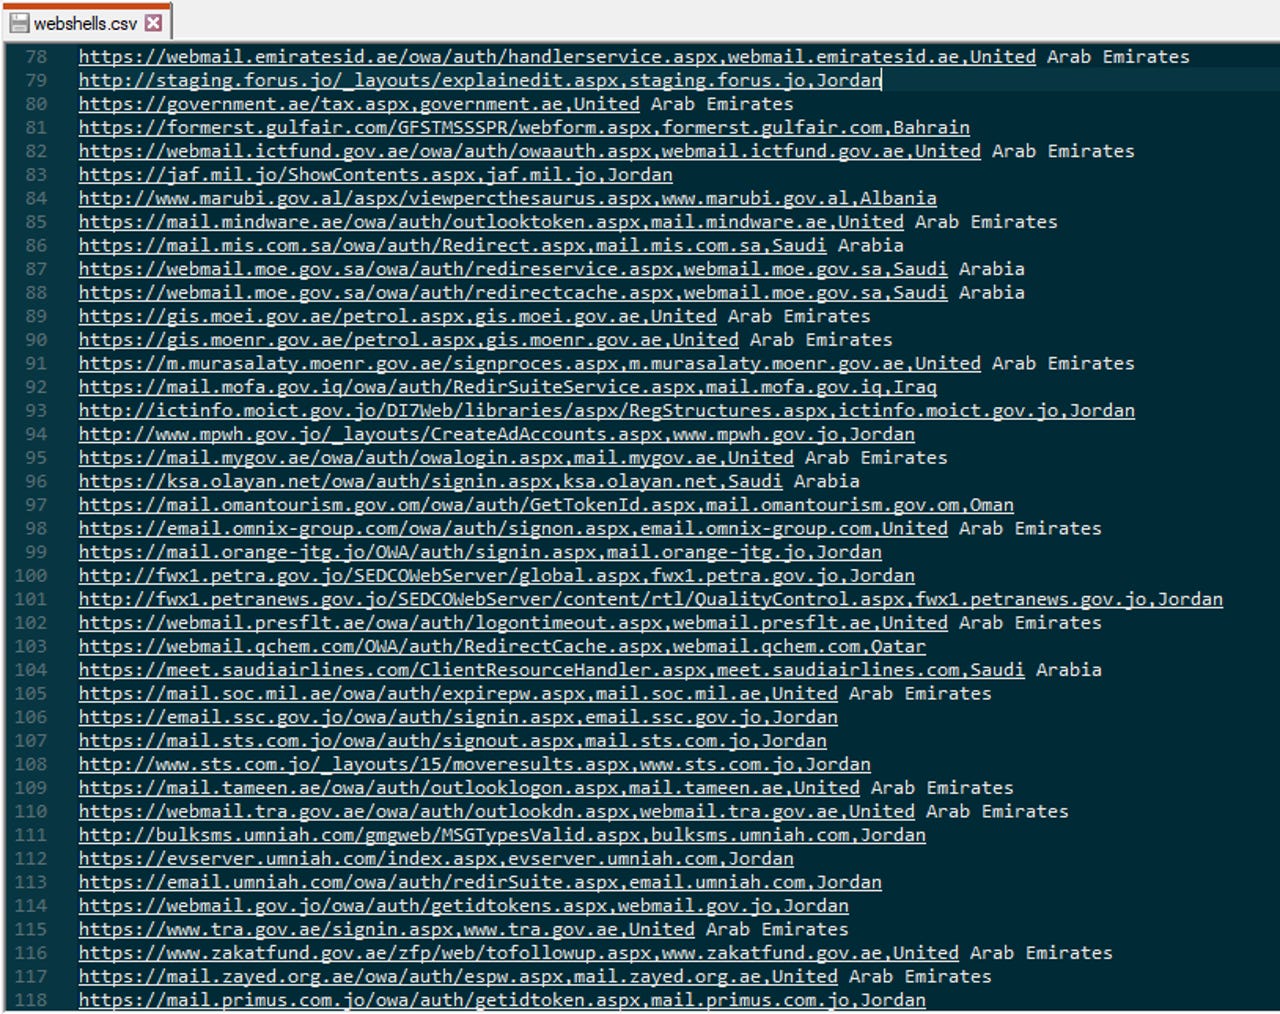 webshells.csv
78 https://webmail.emiratesid.ae/owa/auth/handlerservice.aspx,webmail.emiratesid.ae,United Arab Emirates
79 http://staging.forus.jo/_layouts/explainedit.aspx,staging.forus.jo,Jordan
80 https://government.ae/tax.aspx,government.ae,United Arab Emirates
81 https://formerst.gulfair.com/GFSTMSSSPR/webform.aspx,formerst.gulfair.com,Bahrain
82 https://webmail.ictfund.gov.ae/owa/auth/owaauth.aspx,webmail.ictfund.gov.ae,United Arab Emirates
83 https://jaf.mil.jo/ShowContents.aspx,jaf.mil.jo,Jordan
84 http://www.marubi.gov.al/aspx/viewpercthesaurus.aspx,www.marubi.gov.al,Albania
85 https://mail.mindware.ae/owa/auth/outlooktoken.aspx,mail.mindware.ae,United Arab Emirates
86 https://mail.mis.com.sa/owa/auth/Redirect.aspx,mail.mis.com.sa,Saudi Arabia
87 https://webmail.moe.gov.sa/owa/auth/redireservice.aspx,webmail.moe.gov.sa,Saudi Arabia
88 https://webmail.moe.gov.sa/owa/auth/redirectcache.aspx,webmail.moe.gov.sa,Saudi Arabia
89 https://gis.moei.gov.ae/petrol.aspx,gis.moei.gov.ae,United Arab Emirates
90 https://gis.moenr.gov.ae/petrol.aspx,gis.moenr.gov.ae,United Arab Emirates
91 https://m.murasalaty.moenr.gov.ae/signproces.aspx,m.murasalaty.moenr.gov.ae,United Arab Emirates
92 https://mail.mofa.gov.iq/owa/auth/RedirSuiteService.aspx,mail.mofa.gov.iq,Iraq
93 http://ictinfo.moict.gov.jo/DI7Web/libraries/aspx/RegStructures.aspx,ictinfo.moict.gov.jo,Jordan
94 http://www.mpwh.gov.jo/_layouts/CreateAdAccounts.aspx,www.mpwh.gov.jo,Jordan
95 https://mail.mygov.ae/owa/auth/owalogin.aspx,mail.mygov.ae,United Arab Emirates
96 https://ksa.olayan.net/owa/auth/signin.aspx,ksa.olayan.net,Saudi Arabia
97 https://mail.omantourism.gov.om/owa/auth/GetTokenId.aspx,mail.omantourism.gov.om,Oman
98 https://email.omnix-group.com/owa/auth/signon.aspx,email.omnix-group.com,United Arab Emirates
99 https://mail.orange-jtg.jo/OWA/auth/signin.aspx,mail.orange-jtg.jo,Jordan
100 http://fwx1.petra.gov.jo/SEDCOWebServer/global.aspx,fwx1.petra.gov.jo,Jordan
101 http://fwx1.petranews.gov.jo/SEDCOWebServer/content/rtl/QualityControl.aspx,fwx1.petranews.gov.jo,Jordan
102 https://webmail.presflt.ae/owa/auth/logontimeout.aspx,webmail.presflt.ae,United Arab Emirates
103 https://webmail.qchem.com/OWA/auth/RedirectCache.aspx,webmail.qchem.com,Qatar
104 https://meet.saudiairlines.com/ClientResourceHandler.aspx,meet.saudiairlines.com,Saudi Arabia
105 https://mail.soc.mil.ae/owa/auth/expirepw.aspx,mail.soc.mil.ae,United Arab Emirates
106 https://email.ssc.gov.jo/owa/auth/signin.aspx,email.ssc.gov.jo,Jordan
107 https://mail.sts.com.jo/owa/auth/signout.aspx,mail.sts.com.jo,Jordan
108 http://www.sts.com.jo/_layouts/15/moveresults.aspx,www.sts.com.jo,Jordan
109 https://mail.tameen.ae/owa/auth/outlooklogon.aspx,mail.tameen.ae,United Arab Emirates
110 https://webmail.tra.gov.ae/owa/auth/outlookdn.aspx,webmail.tra.gov.ae,United Arab Emirates
111 http://bulksms.umniah.com/gmgweb/MSGTypesValid.aspx,bulksms.umniah.com,Jordan
112 https://evserver.umniah.com/index.aspx,evserver.umniah.com,Jordan
113 https://email.umniah.com/owa/auth/redirSuite.aspx,email.umniah.com,Jordan
114 https://webmail.gov.jo/owa/auth/getidtokens.aspx,webmail.gov.jo,Jordan
115 https://www.tra.gov.ae/signin.aspx,www.tra.gov.ae,United Arab Emirates
116 https://www.zakatfund.gov.ae/zfp/web/tofollowup.aspx,www.zakatfund.gov.ae,United Arab Emirates
117 https://mail.zayed.org.ae/owa/auth/espw.aspx,mail.zayed.org.ae,United Arab Emirates
118 https://mail.primus.com.jo/owa/auth/getidtoken.aspx,mail.primus.com.jo,Jordan